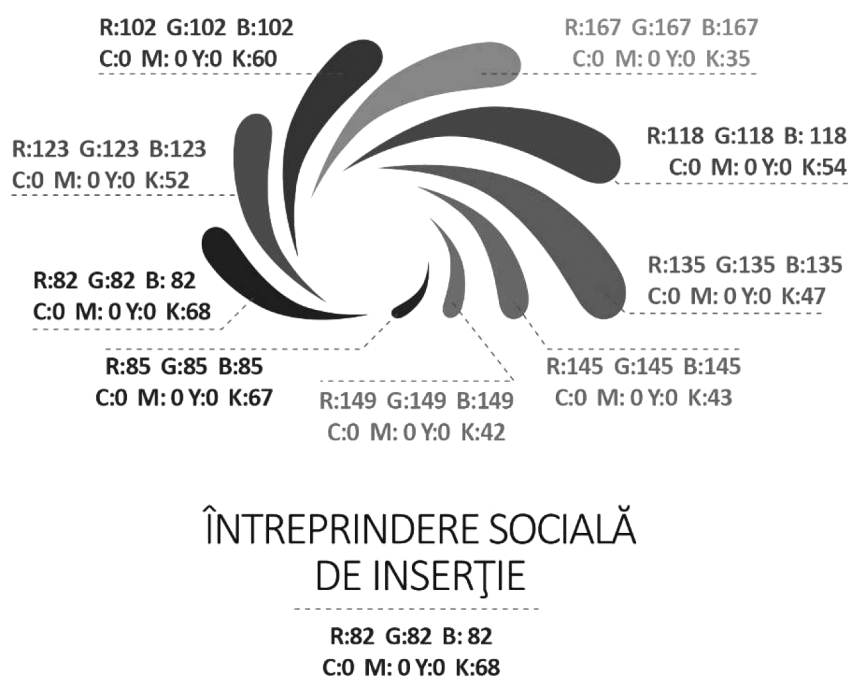 R:102 G:102 B:102
C:0 M: 0 Y:0 K:60
R:167 G:167 B:167
C:0 M: 0 Y:0 K:35
R:123 G:123 B:123
C:0 M: 0 Y:0 K:52
R:118 G:118 B: 118
C:0 M: 0 Y:0 K:54
R:82 G:82 B: 82
C:0 M: 0 Y:0 K:68
R:135 G:135 B:135
C:0 M: 0 Y:0 K:47
R:85 G:85 B:85
C:0 M: 0 Y:0 K:67
R:149 G:149 B:149
C:0 M: 0 Y:0 K:42
R:145 G:145 B:145
C:0 M: 0 Y:0 K:43
ÎNTREPRINDERE SOCIALĂ
DE INSERŢIE
R:82 G:82 B: 82
C:0 M: 0 Y:0 K:68